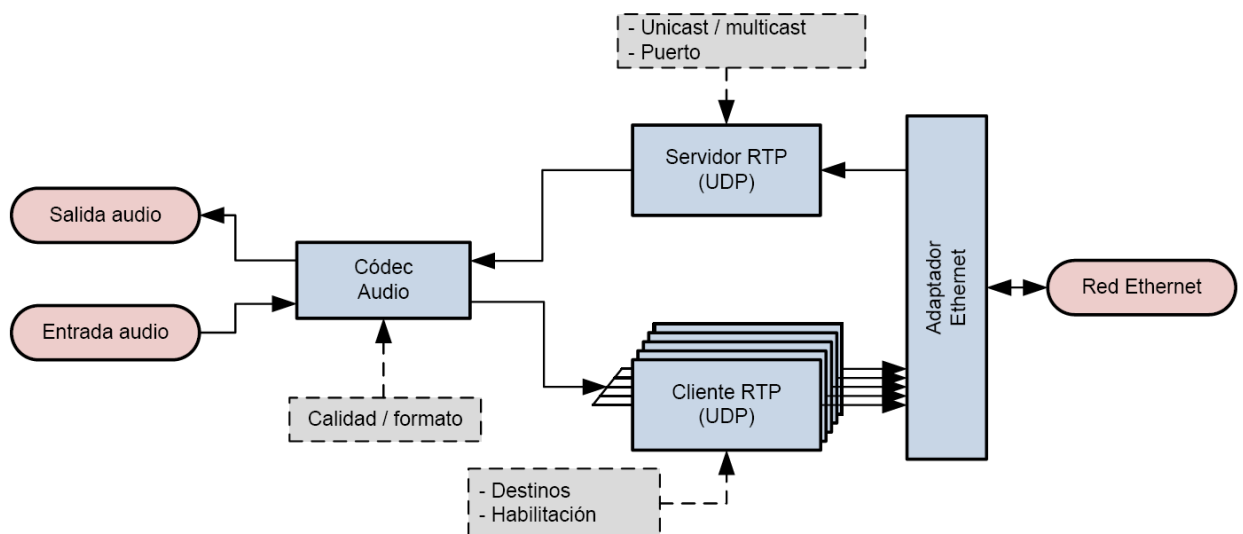 - Unicast / multicast
- Puerto
Servidor RTP
(UDP)
Salida audio
Códec
Audio
Entrada audio
Adaptador
Ethernet
Red Ethernet
Calidad / formato
Cliente RTP
(UDP)
- Destinos
- Habilitación